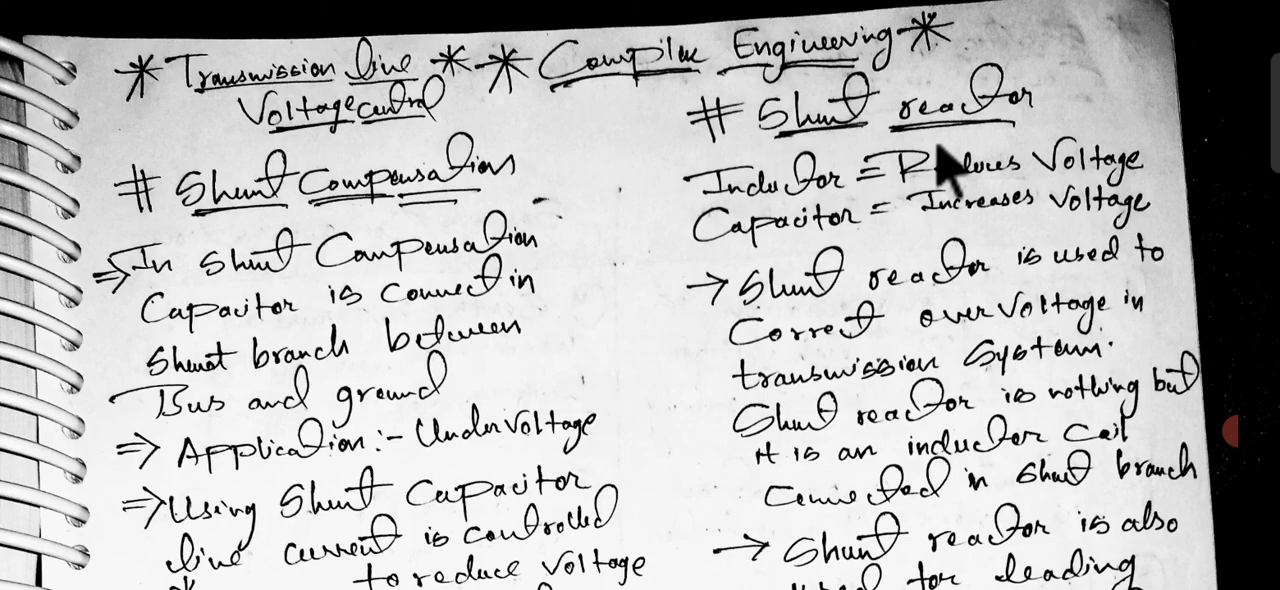 * Transmission line * * Complex Engineering *
Voltage control
# Shunt Compensation
=> In Shunt Compensation
Capacitor is Connect in
Shunt branch between
Bus and ground
=> Application :- Under Voltage
=> Using Shunt Capacitor
line current is controlled
to reduce Voltage
# Shunt reactor
Inductor = Reduces Voltage
Capacitor = Increases Voltage
→ Shunt reactor is used to
Correct over Voltage in
transmission System.
Shunt reactor is nothing but
it is an inductor Coil
Connected in Shunt branch
→ Shunt reactor is also
for leading